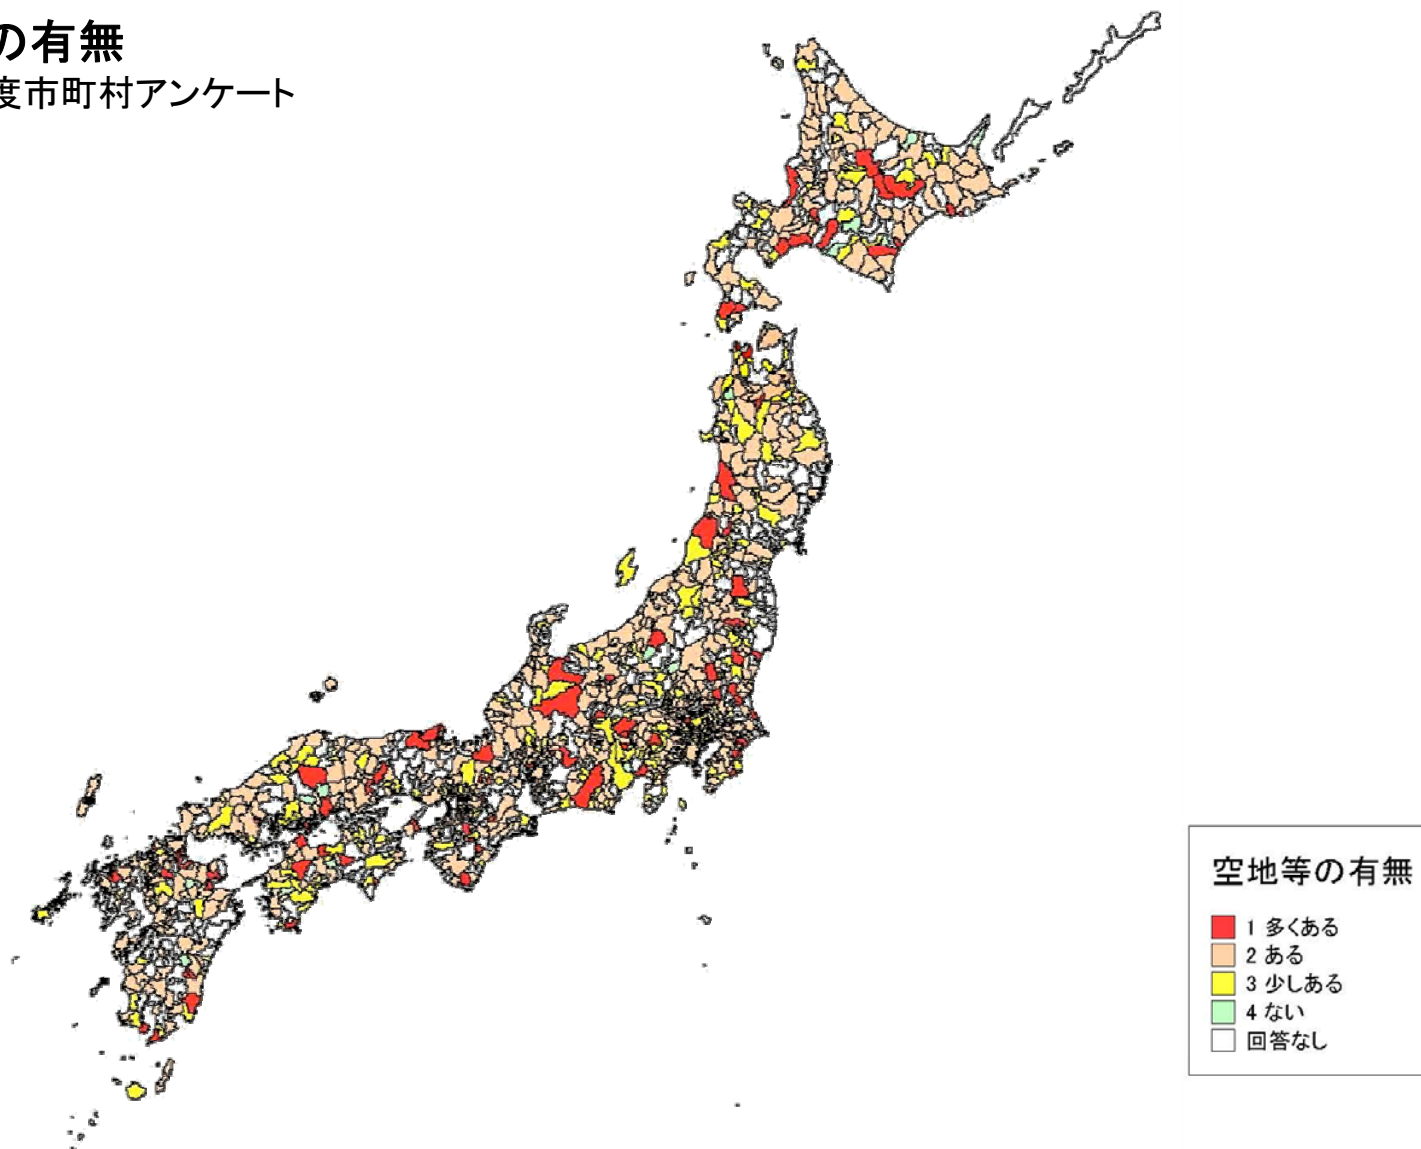 の有無
度市町村アンケート
空地等の有無
1 多くある
2 ある
3 少しある
4 ない
回答なし